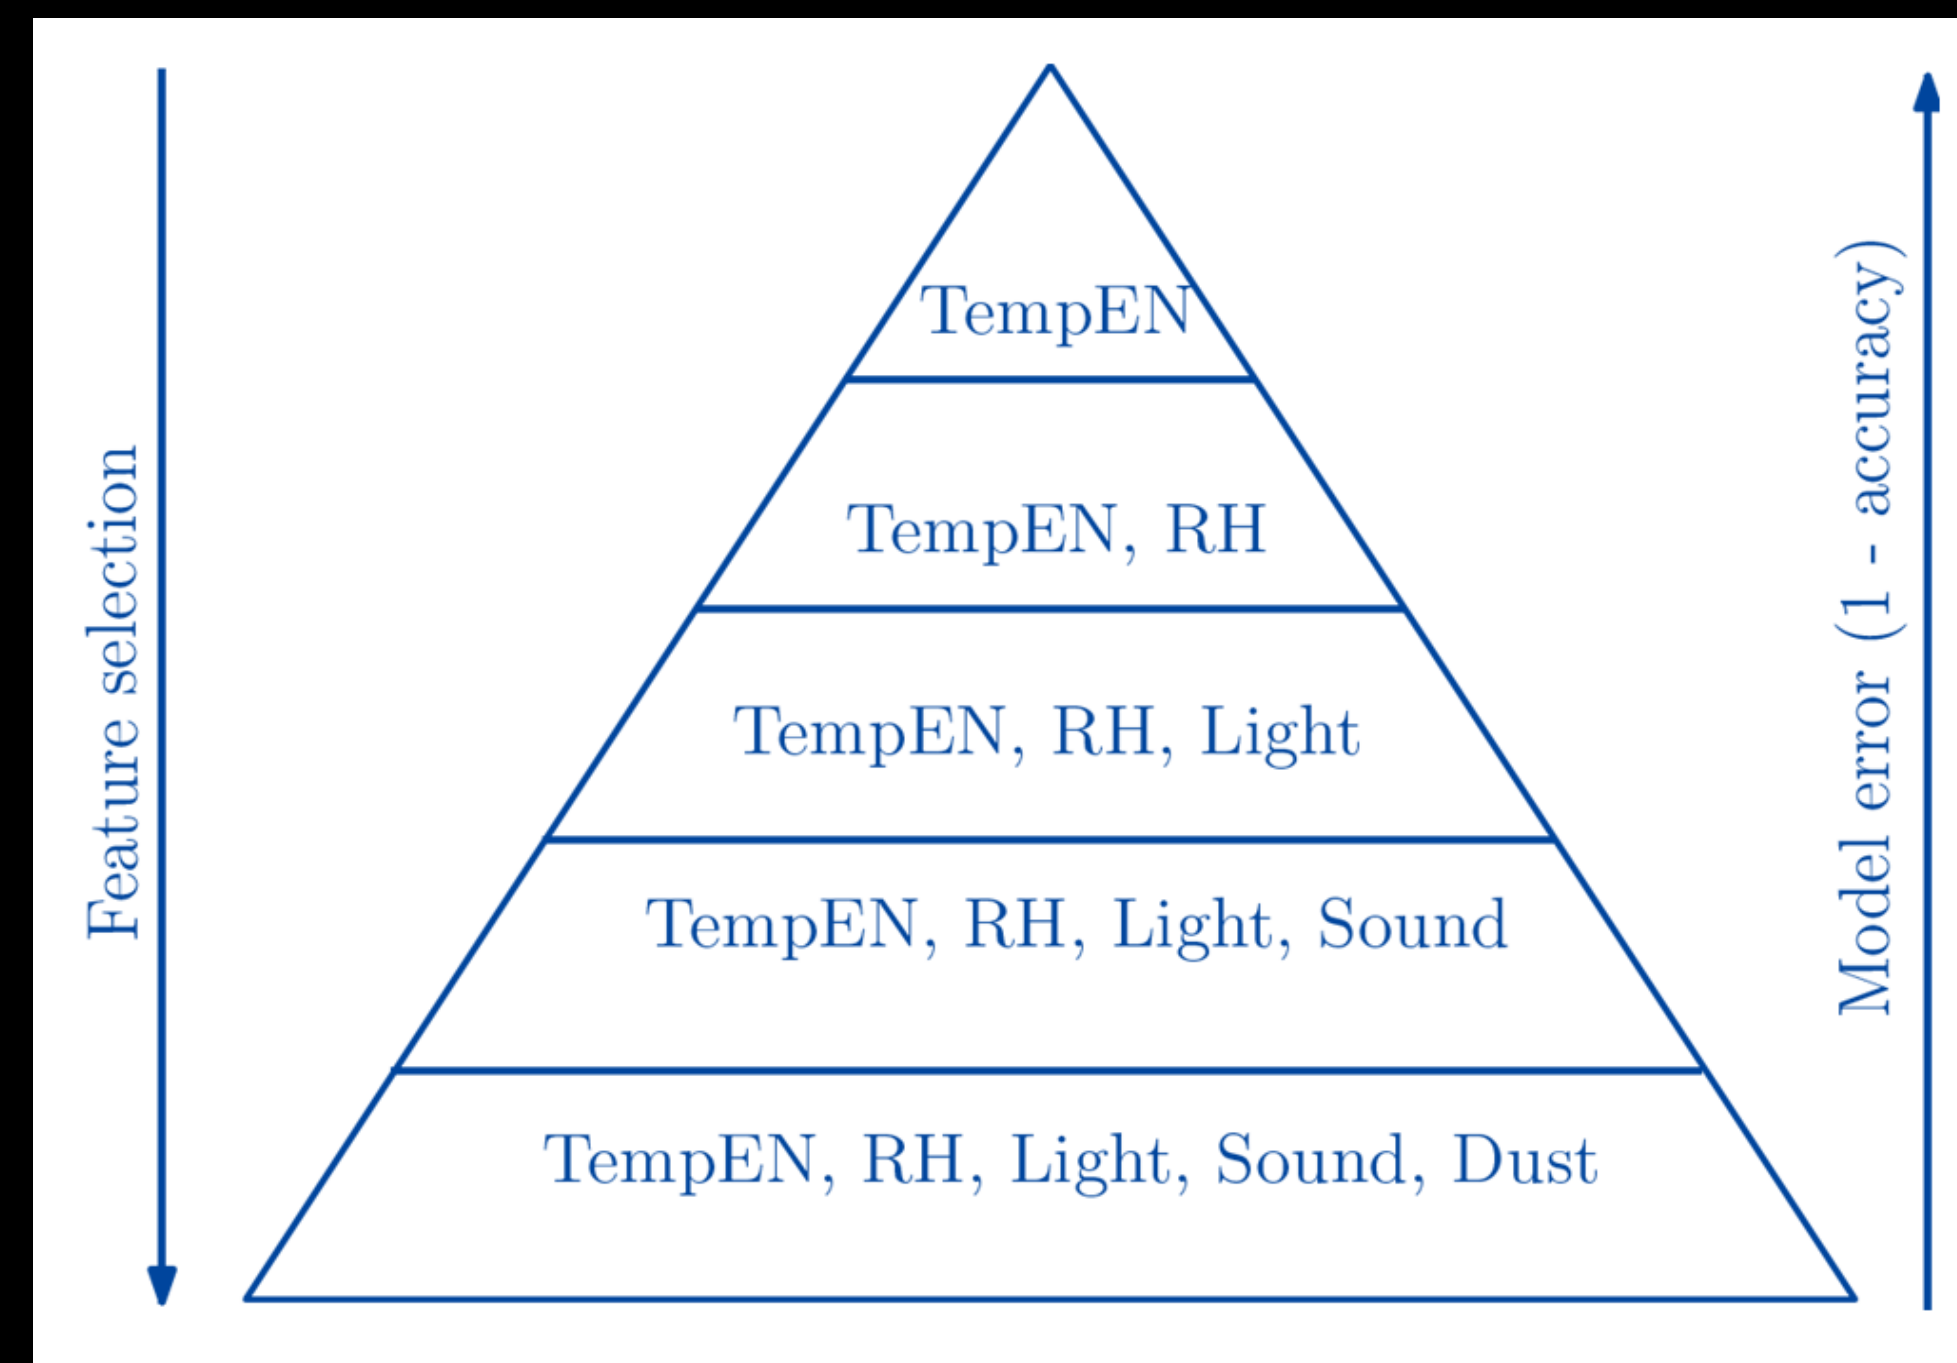 Feature selection
TempEN
TempEN, RH
TempEN, RH, Light
TempEN, RH, Light, Sound
TempEN, RH, Light, Sound, Dust
Model error (1 - accuracy)